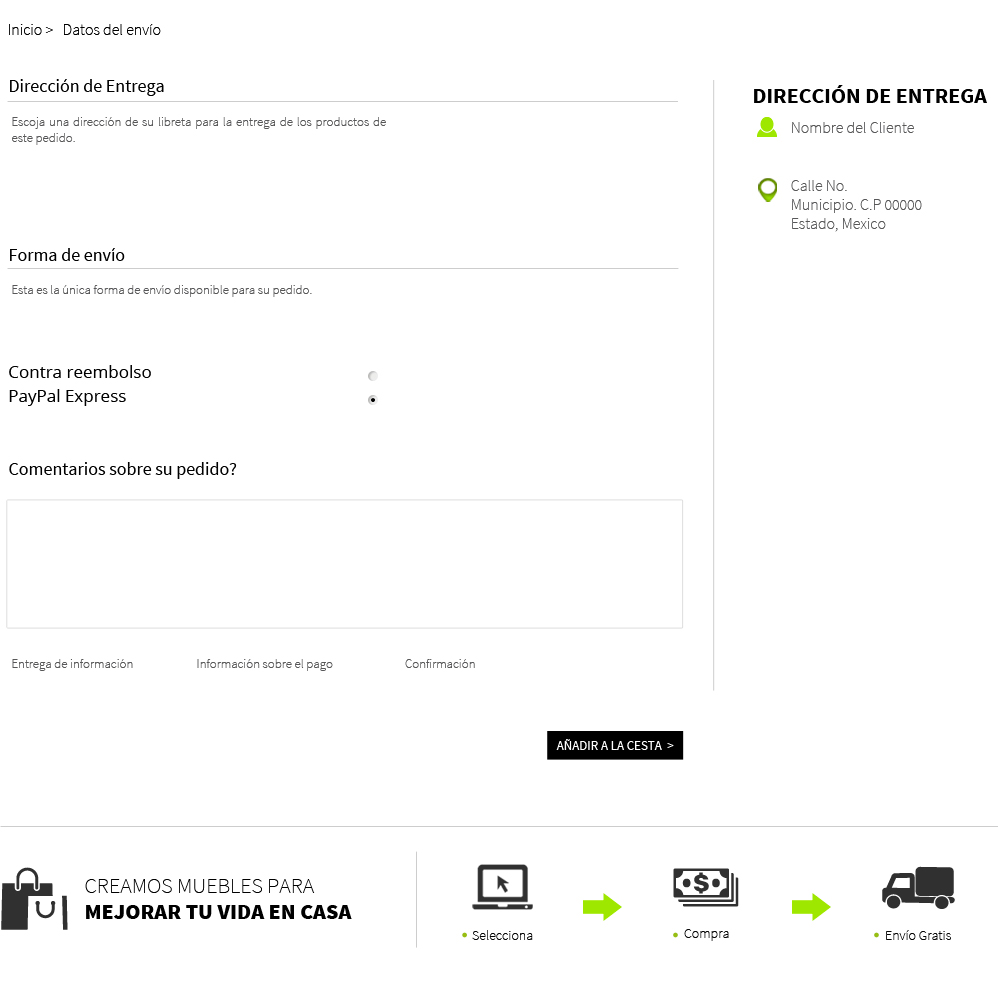 Inicio > Datos del envío
Dirección de Entrega
Escoja una dirección de su libreta para la entrega de los productos de
este pedido.
Forma de envío
Esta es la única forma de envío disponible para su pedido.
Contra reembolso
PayPal Express
Comentarios sobre su pedido?
Entrega de información
Información sobre el pago
Confirmación
AÑADIR A LA CESTA >
DIRECCIÓN DE ENTREGA
Nombre del Cliente
Calle No.
Municipio. C.P 00000
Estado, Mexico
CREAMOS MUEBLES PARA
MEJORAR TU VIDA EN CASA
$
• Selecciona
• Compra
• Envío Gratis